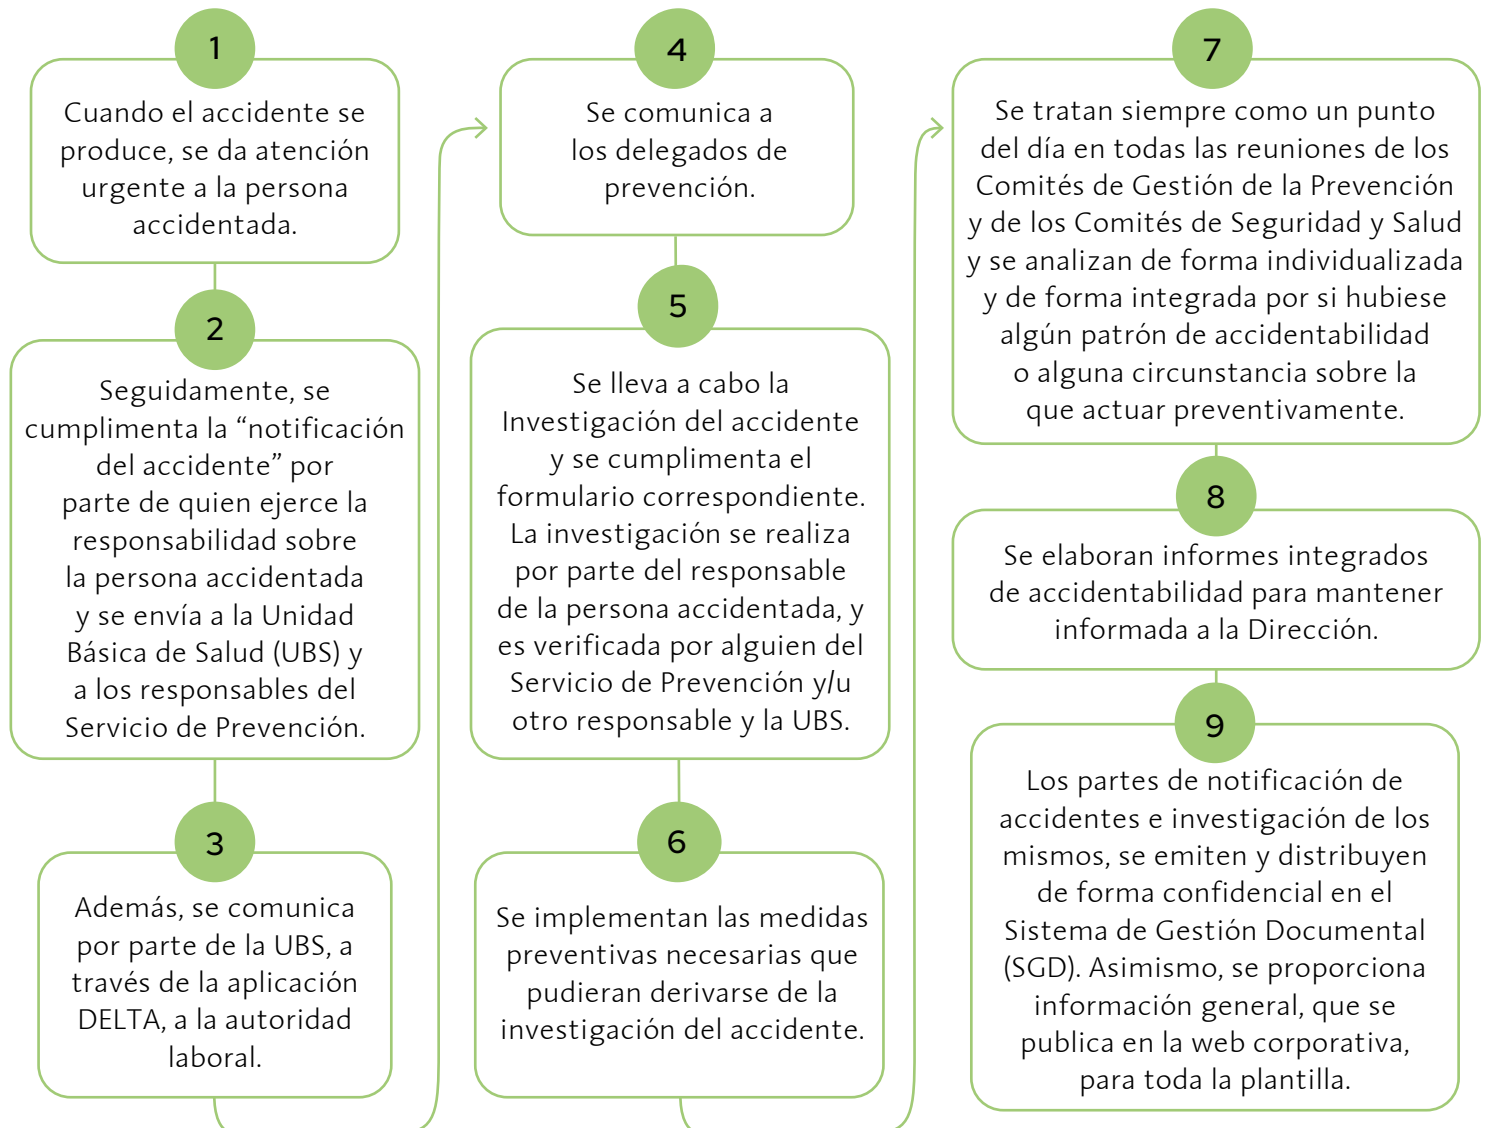 1
Cuando el accidente se
produce, se da atención
urgente a la persona
accidentada.
2
Seguidamente, se
cumplimenta la “notificación
del accidente” por
parte de quien ejerce la
responsabilidad sobre
la persona accidentada
y se envía a la Unidad
Básica de Salud (UBS) y
a los responsables del
Servicio de Prevención.
3
Además, se comunica
por parte de la UBS, a
través de la aplicación
DELTA, a la autoridad
laboral.
4
Se comunica a
los delegados de
prevención.
5
Se lleva a cabo la
Investigación del accidente
y se cumplimenta el
formulario correspondiente.
La investigación se realiza
por parte del responsable
de la persona accidentada, y
es verificada por alguien del
Servicio de Prevención y/u
otro responsable y la UBS.
6
Se implementan las medidas
preventivas necesarias que
pudieran derivarse de la
investigación del accidente.
7
Se tratan siempre como un punto
del día en todas las reuniones de los
Comités de Gestión de la Prevención
y de los Comités de Seguridad y Salud
y se analizan de forma individualizada
y de forma integrada por si hubiese
algún patrón de accidentabilidad
o alguna circunstancia sobre la
que actuar preventivamente.
8
Se elaboran informes integrados
de accidentabilidad para mantener
informada a la Dirección.
9
Los partes de notificación de
accidentes e investigación de los
mismos, se emiten y distribuyen
de forma confidencial en el
Sistema de Gestión Documental
(SGD). Asimismo, se proporciona
información general, que se
publica en la web corporativa,
para toda la plantilla.